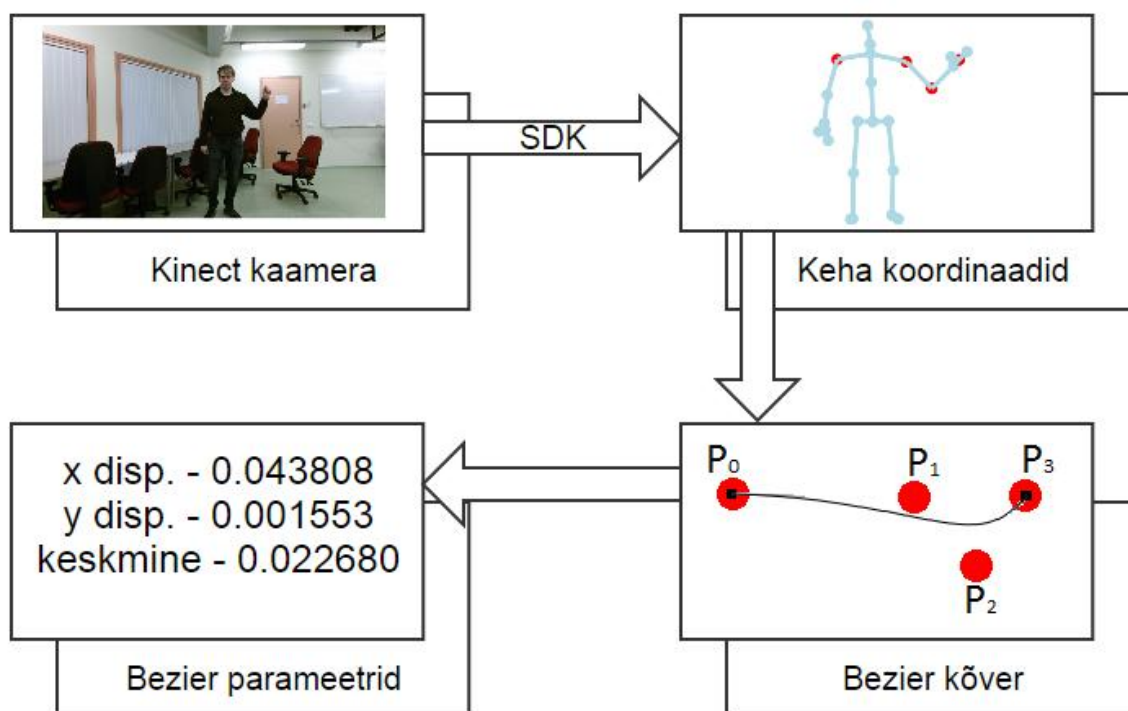 Kinect kaamera
SDK
Keha koordinaadid
P0
P1
P3
P2
Bezier kõver
x disp. - 0.043808
y disp. - 0.001553
keskmine - 0.022680
Bezier parameetrid